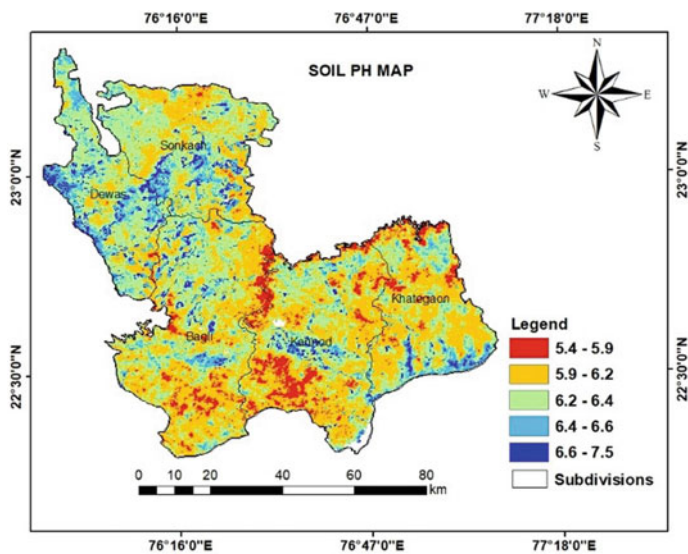 76°16'0"E 76°47'0"E 77°18'0"E
SOIL PH MAP
N
W E
S
Sonkach
23°0'0"N 23°0'0"N
Dewas
Khategaon
Bagli
Kannod
22°30'0"N 22°30'0"N
Legend
5.4 - 5.9
5.9 - 6.2
6.2 - 6.4
6.4 - 6.6
6.6 - 7.5
Subdivisions
0 10 20 40 60 80
km
76°16'0"E 76°47'0"E 77°18'0"E